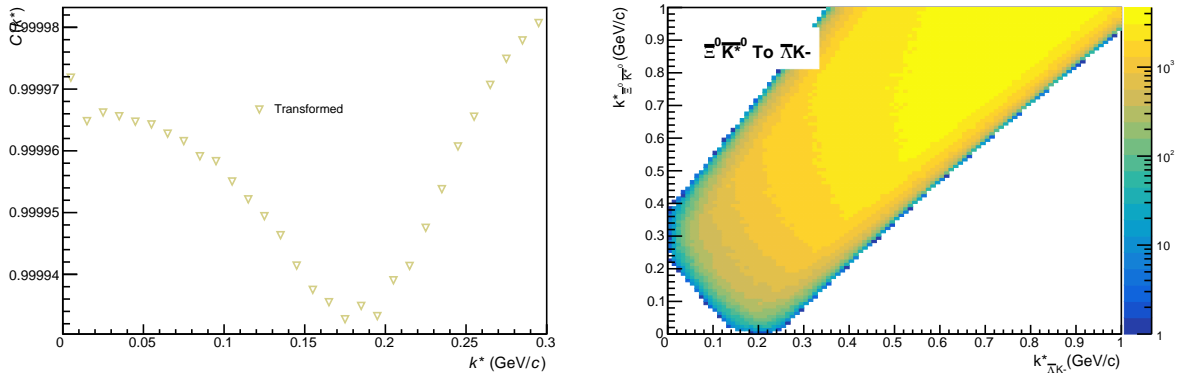 C(k*)
0.99998
0.99997
0.99996
0.99995
0.99994
Transformed
0 0.05 0.1 0.15 0.2 0.25 0.3
k* (GeV/c)
k*Ξ̅⁰K̅*⁰ (GeV/c)
1
0.9
0.8
0.7
0.6
0.5
0.4
0.3
0.2
0.1
0
Ξ̅⁰K̅*⁰ To Λ̅K-
0 0.1 0.2 0.3 0.4 0.5 0.6 0.7 0.8 0.9 1
k*Λ̅K-(GeV/c)
10³
10²
10
1